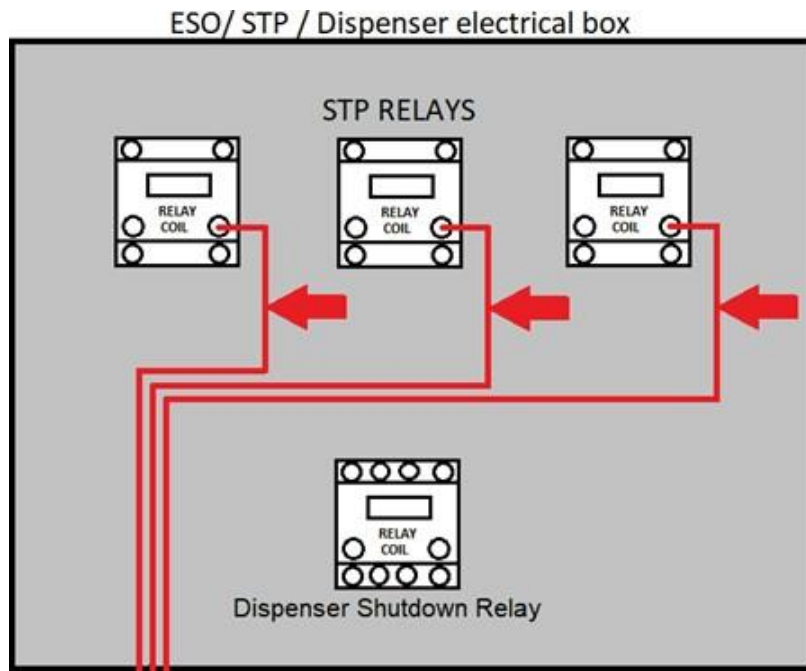 ESO/ STP / Dispenser electrical box
STP RELAYS
RELAY
COIL
RELAY
COIL
RELAY
COIL
RELAY
COIL
Dispenser Shutdown Relay